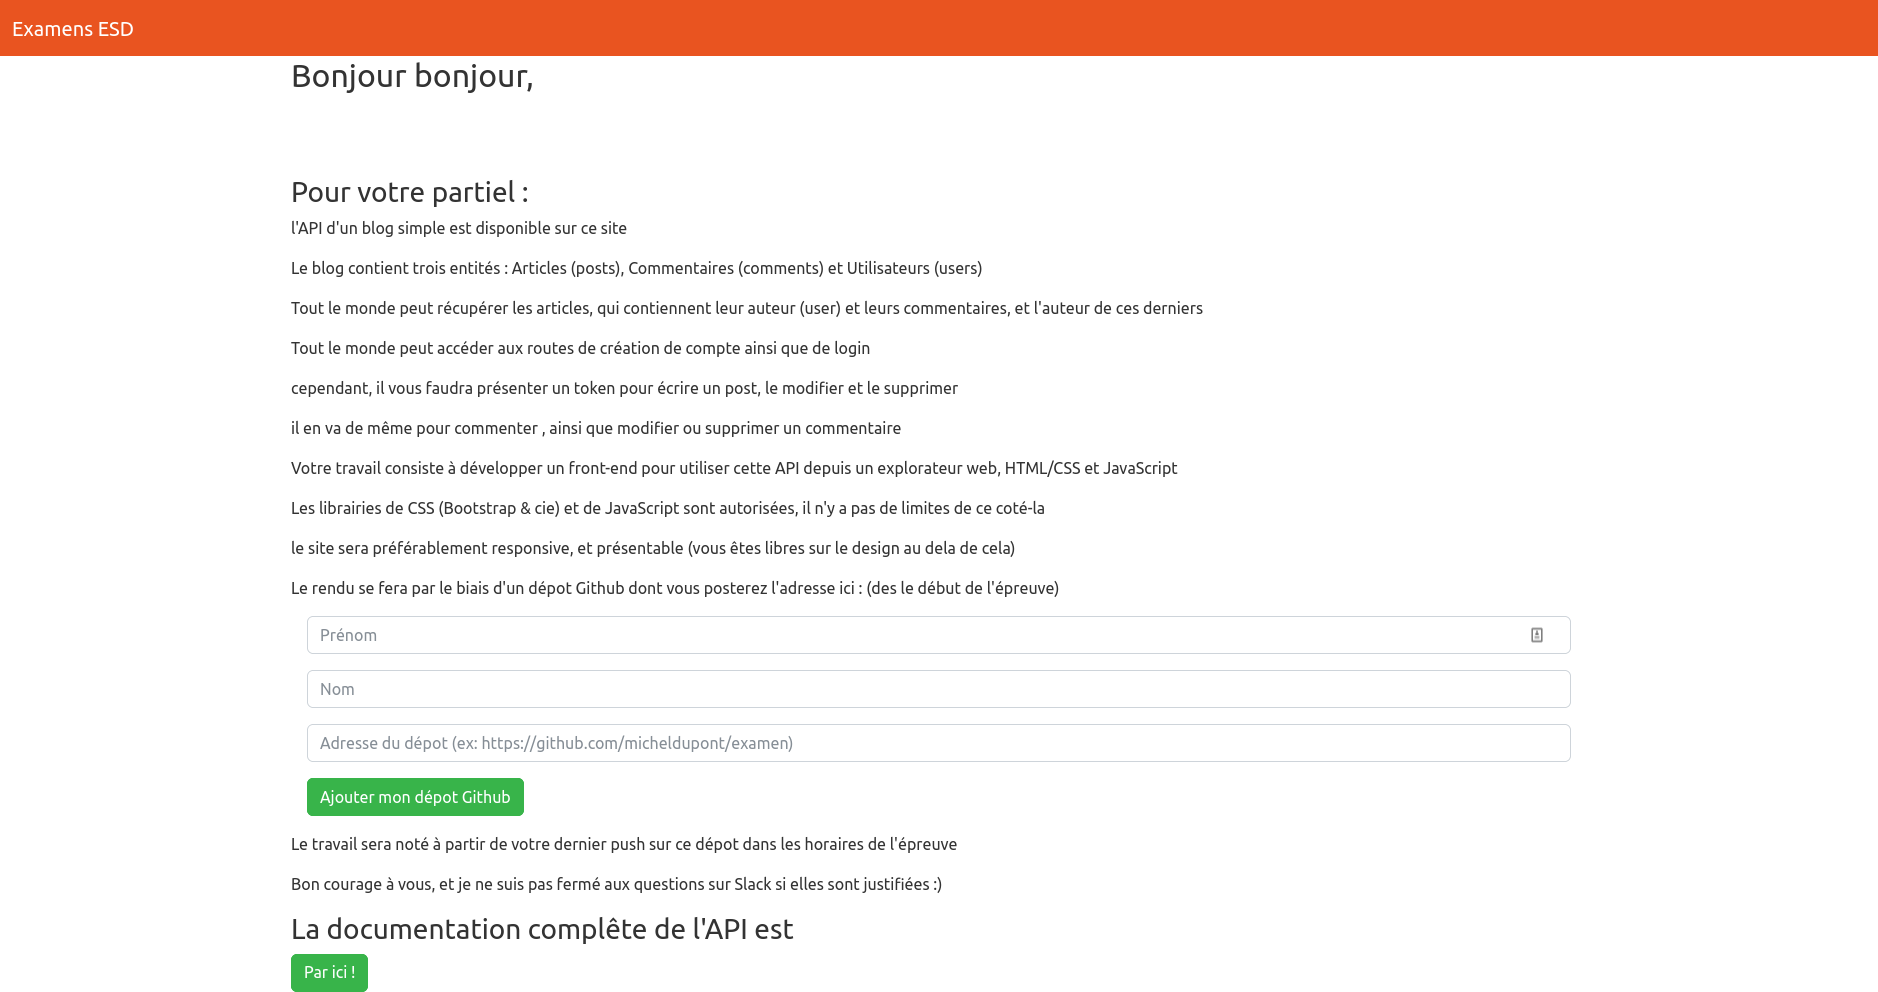 Examens ESD
Bonjour bonjour,
Pour votre partiel :
l'API d'un blog simple est disponible sur ce site
Le blog contient trois entités : Articles (posts), Commentaires (comments) et Utilisateurs (users)
Tout le monde peut récupérer les articles, qui contiennent leur auteur (user) et leurs commentaires, et l'auteur de ces derniers
Tout le monde peut accéder aux routes de création de compte ainsi que de login
cependant, il vous faudra présenter un token pour écrire un post, le modifier et le supprimer
il en va de même pour commenter , ainsi que modifier ou supprimer un commentaire
Votre travail consiste à développer un front-end pour utiliser cette API depuis un explorateur web, HTML/CSS et JavaScript
Les librairies de CSS (Bootstrap & cie) et de JavaScript sont autorisées, il n'y a pas de limites de ce coté-la
le site sera préférablement responsive, et présentable (vous êtes libres sur le design au dela de cela)
Le rendu se fera par le biais d'un dépot Github dont vous posterez l'adresse ici : (des le début de l'épreuve)
Prénom
Nom
Adresse du dépot (ex: https://github.com/micheldupont/examen)
Ajouter mon dépot Github
Le travail sera noté à partir de votre dernier push sur ce dépot dans les horaires de l'épreuve
Bon courage à vous, et je ne suis pas fermé aux questions sur Slack si elles sont justifiées :)
La documentation complête de l'API est
Par ici !